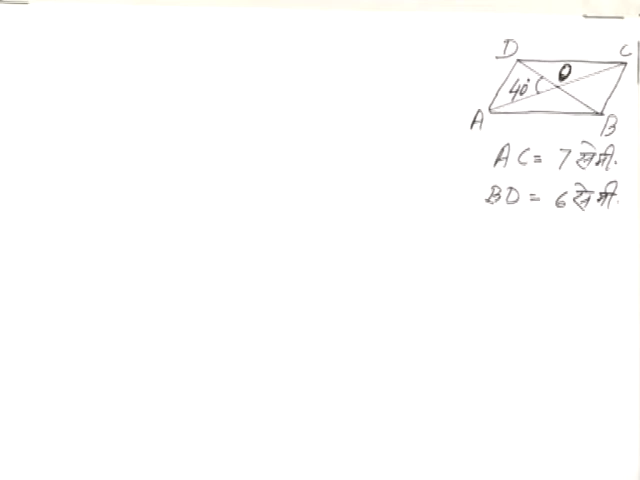 D C
O
40° 
A B
AC = 7 से मी.
BD = 6 से मी.